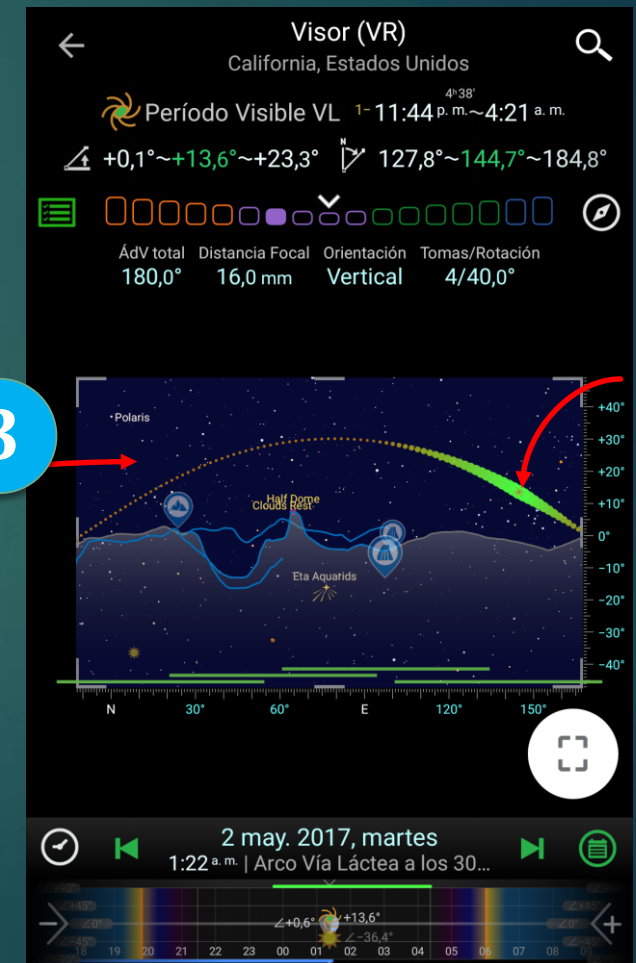 Visor (VR)
California, Estados Unidos
4ʰ38'
Período Visible VL 1- 11:44 p. m.~4:21 a. m.
+0,1°~+13,6°~+23,3° N 127,8°~144,7°~184,8°
ÁdV total Distancia Focal Orientación Tomas/Rotación
180,0° 16,0 mm Vertical 4/40,0°
3
Polaris
Half Dome
Clouds Rest
Eta Aquarids
+40°
+30°
+20°
+10°
0°
-10°
-20°
-30°
-40°
N 30° 60° E 120° 150°
2 may. 2017, martes
1:22 a. m. | Arco Vía Láctea a los 30...
∠+0,6° +13,6°
∠-36,4°
18 19 20 21 22 23 00 01 02 03 04 05 06 07 08